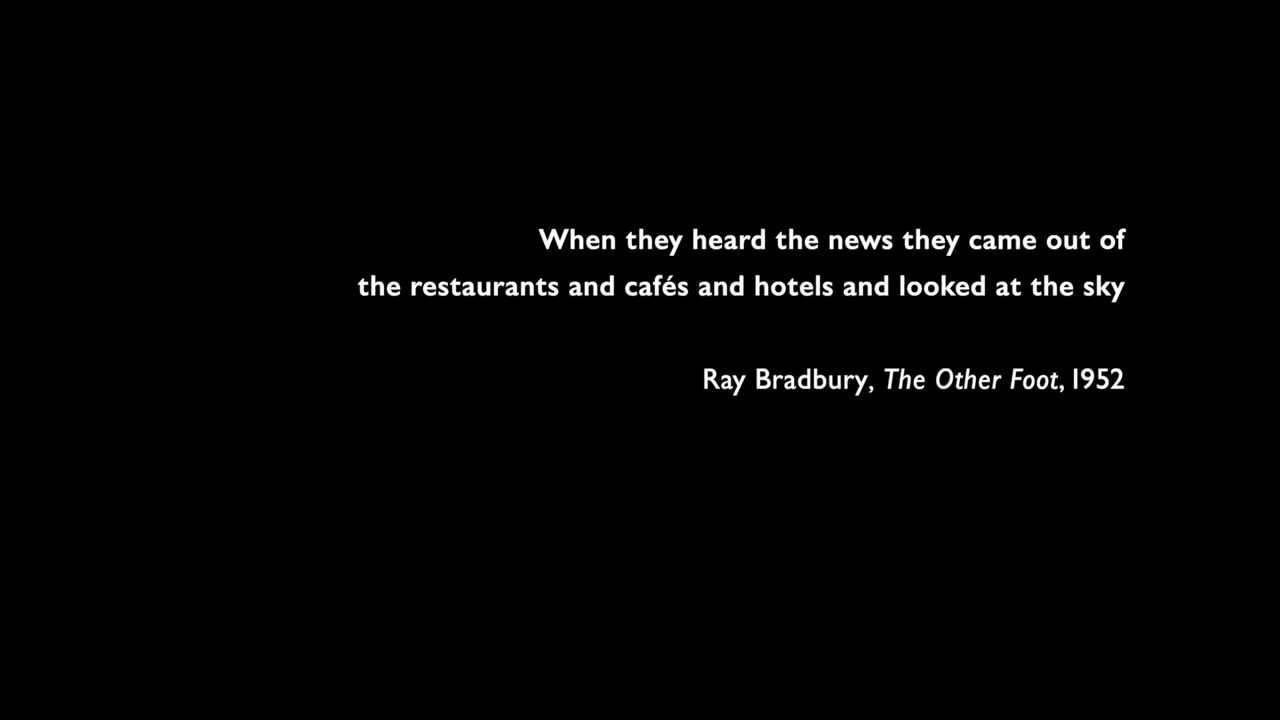 When they heard the news they came out of
the restaurants and cafés and hotels and looked at the sky
Ray Bradbury, The Other Foot, 1952